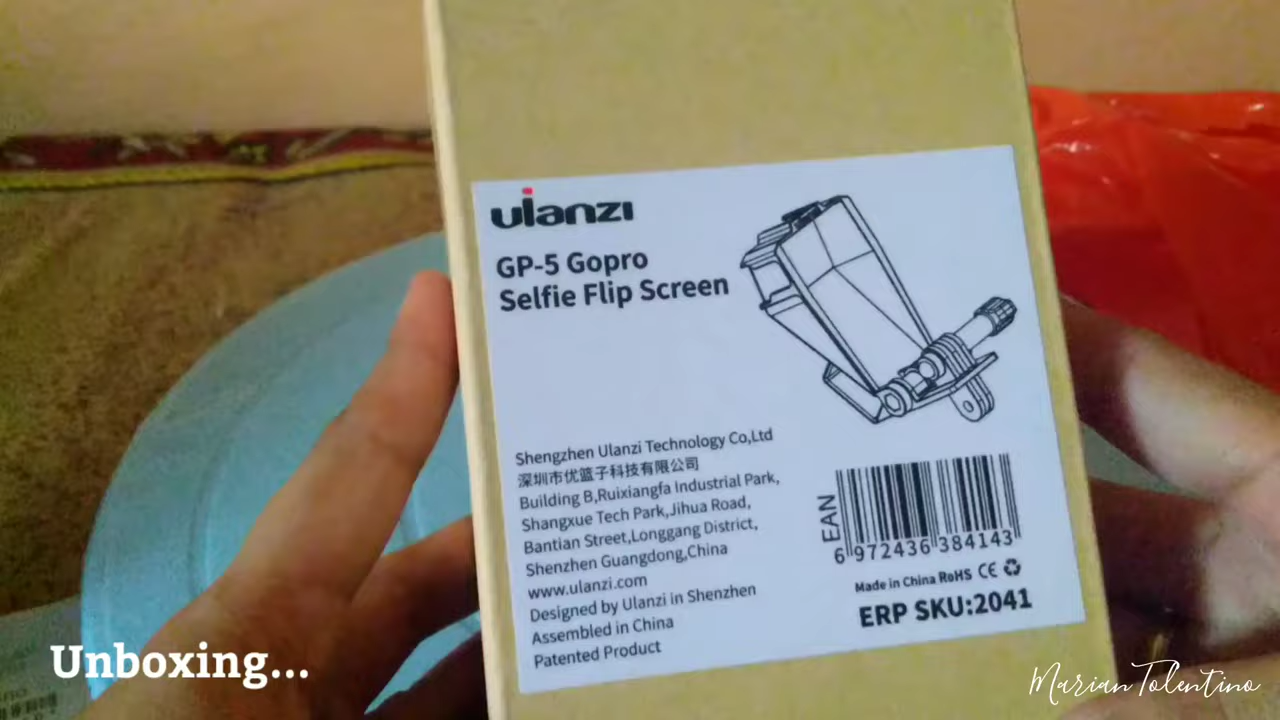 ulanzi
GP-5 Gopro
Selfie Flip Screen
Shengzhen Ulanzi Technology Co,Ltd
深圳市优篮子科技有限公司
Building B,Ruixiangfa Industrial Park,
Shangxue Tech Park,Jihua Road,
Bantian Street,Longgang District,
Shenzhen Guangdong,China
www.ulanzi.com
Designed by Ulanzi in Shenzhen
Assembled in China
Patented Product
EAN
6 972436 384143
Made in China RoHS CE
ERP SKU:2041
Unboxing...
Marian Tolentino